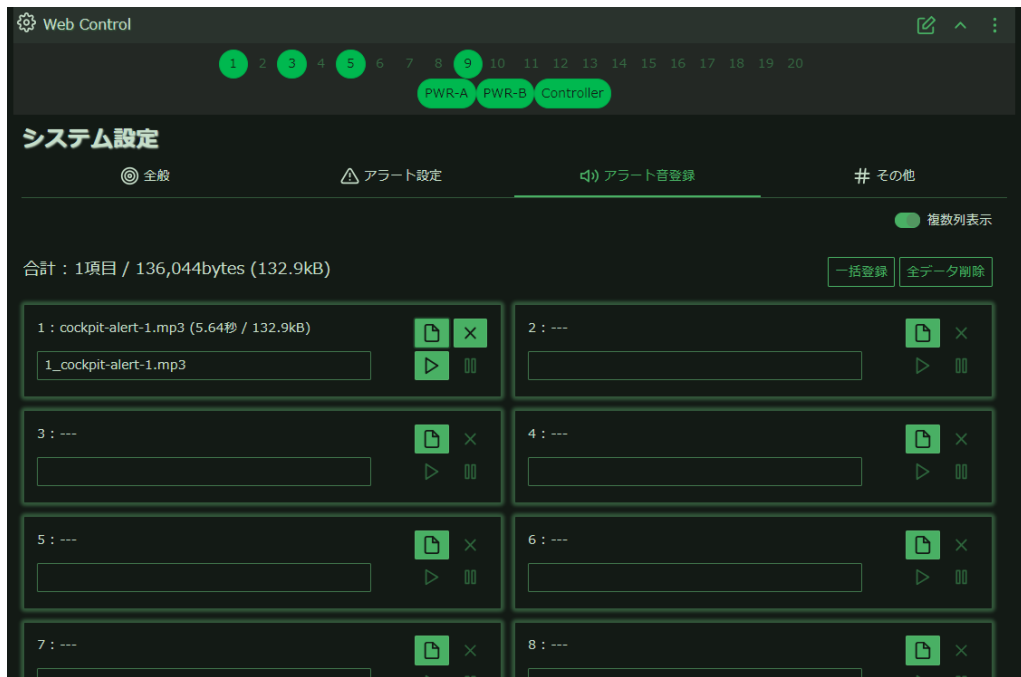 Web Control
1 2 3 4 5 6 7 8 9 10 11 12 13 14 15 16 17 18 19 20
PWR-A PWR-B Controller
システム設定
全般 アラート設定 アラート音登録 その他
複数列表示
合計：1項目 / 136,044bytes (132.9kB) 一括登録 全データ削除
1：cockpit-alert-1.mp3 (5.64秒 / 132.9kB)
1_cockpit-alert-1.mp3
2：---
3：---
4：---
5：---
6：---
7：---
8：---